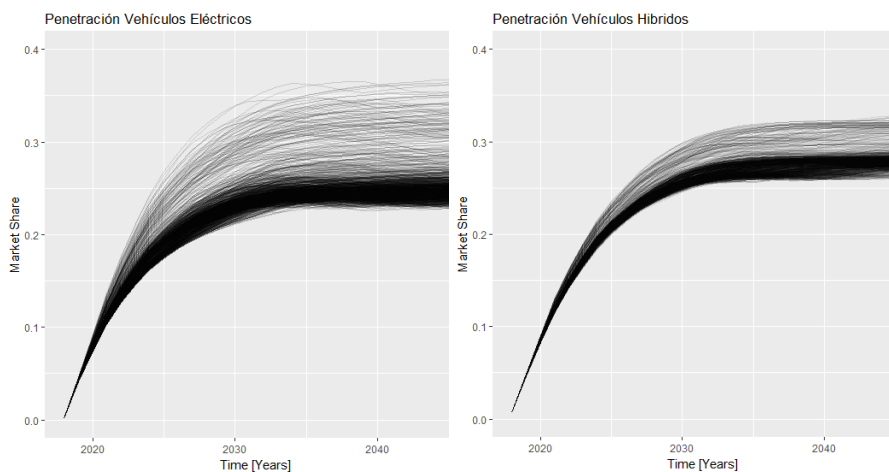 Penetración Vehículos Eléctricos
0.4
0.3
0.2
0.1
0.0
Market Share
2020
2030
2040
Time [Years]
Penetración Vehículos Hibridos
0.4
0.3
0.2
0.1
0.0
Market Share
2020
2030
2040
Time [Years]